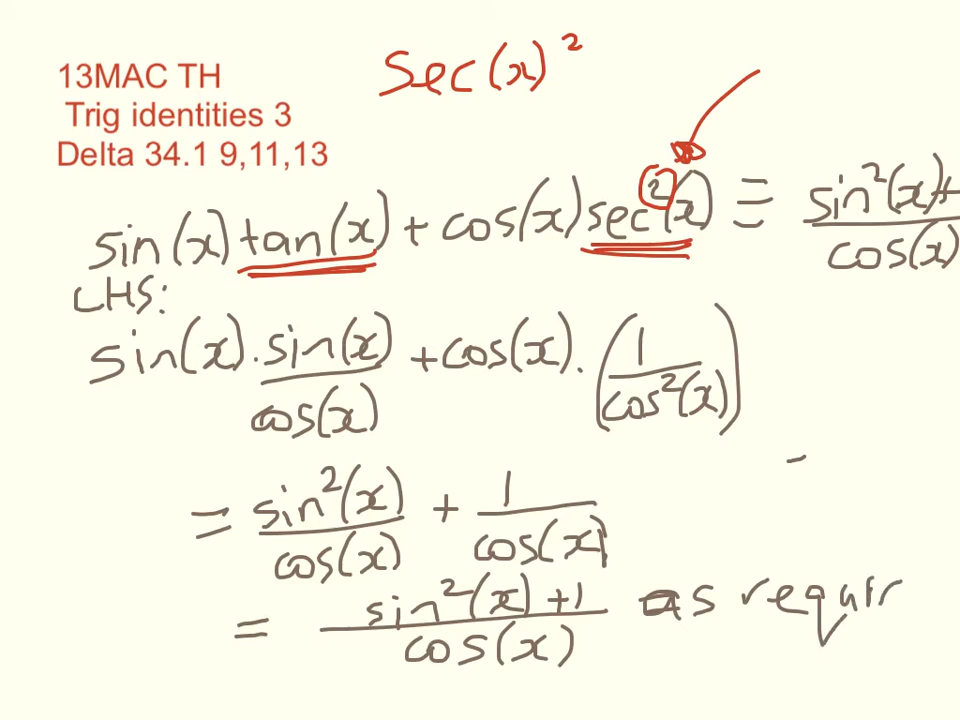 sec(x)²
13MAC TH
Trig identities 3
Delta 34.1 9,11,13
sin(x) tan(x) + cos(x) sec²(x) ≡ sin²(x)+ / cos(x)
LHS:
sin(x) . sin(x)/cos(x) + cos(x) . (1/cos²(x))
= sin²(x)/cos(x) + 1/cos(x)
= sin²(x)+1 / cos(x) as requir